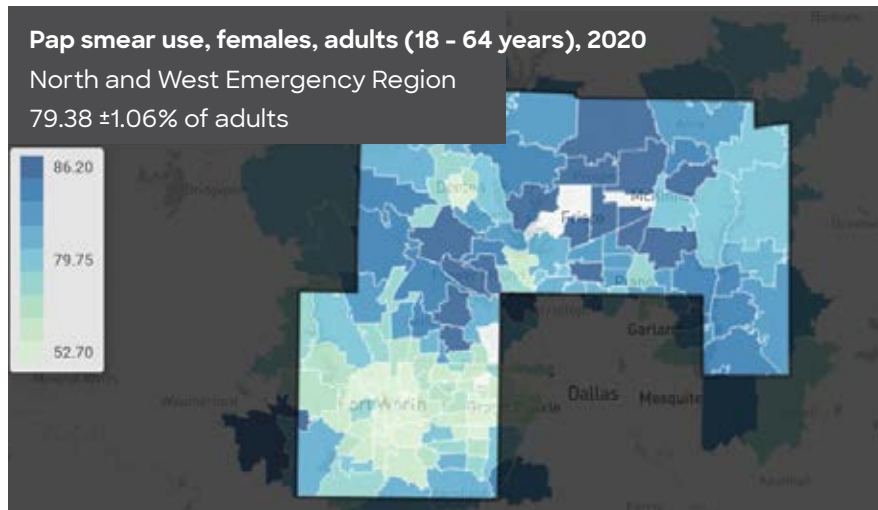 Pap smear use, females, adults (18 - 64 years), 2020
North and West Emergency Region
79.38 ±1.06% of adults
86.20
79.75
52.70
Denton
Frisco
McKinney
Plano
Garland
Dallas
Mesquite
Fort Worth
Weatherford
Bridgeport